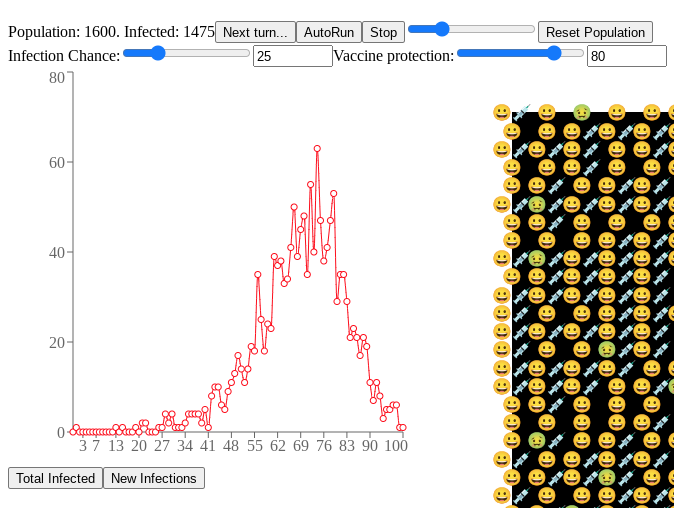 Population: 1600. Infected: 1475 Next turn... AutoRun Stop Reset Population
Infection Chance: 25 Vaccine protection: 80
80
60
40
20
0
3 7 13 20 27 34 41 48 55 62 69 76 83 90 100
Total Infected New Infections